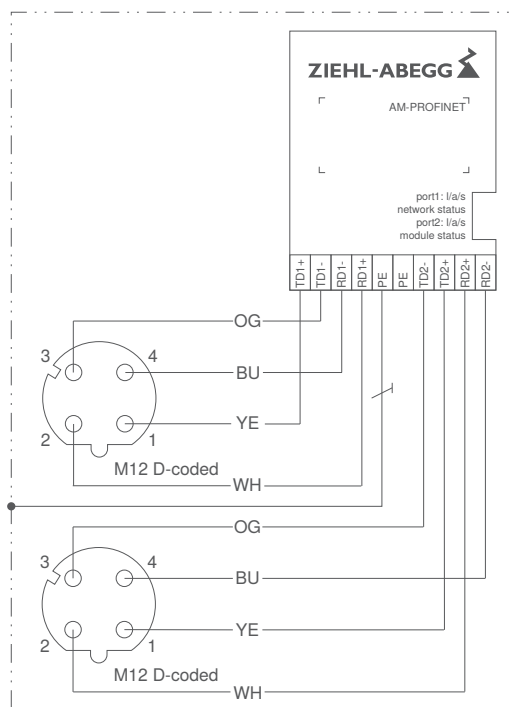 ZIEHL-ABEGG
AM-PROFINET
port1: l/a/s
network status
port2: l/a/s
module status
TD1+ TD1- RD1- RD1+ PE PE TD2- TD2+ RD2+ RD2-
OG
3 4
BU
YE
2 1
M12 D-coded
WH
OG
3 4
BU
YE
2 1
M12 D-coded
WH